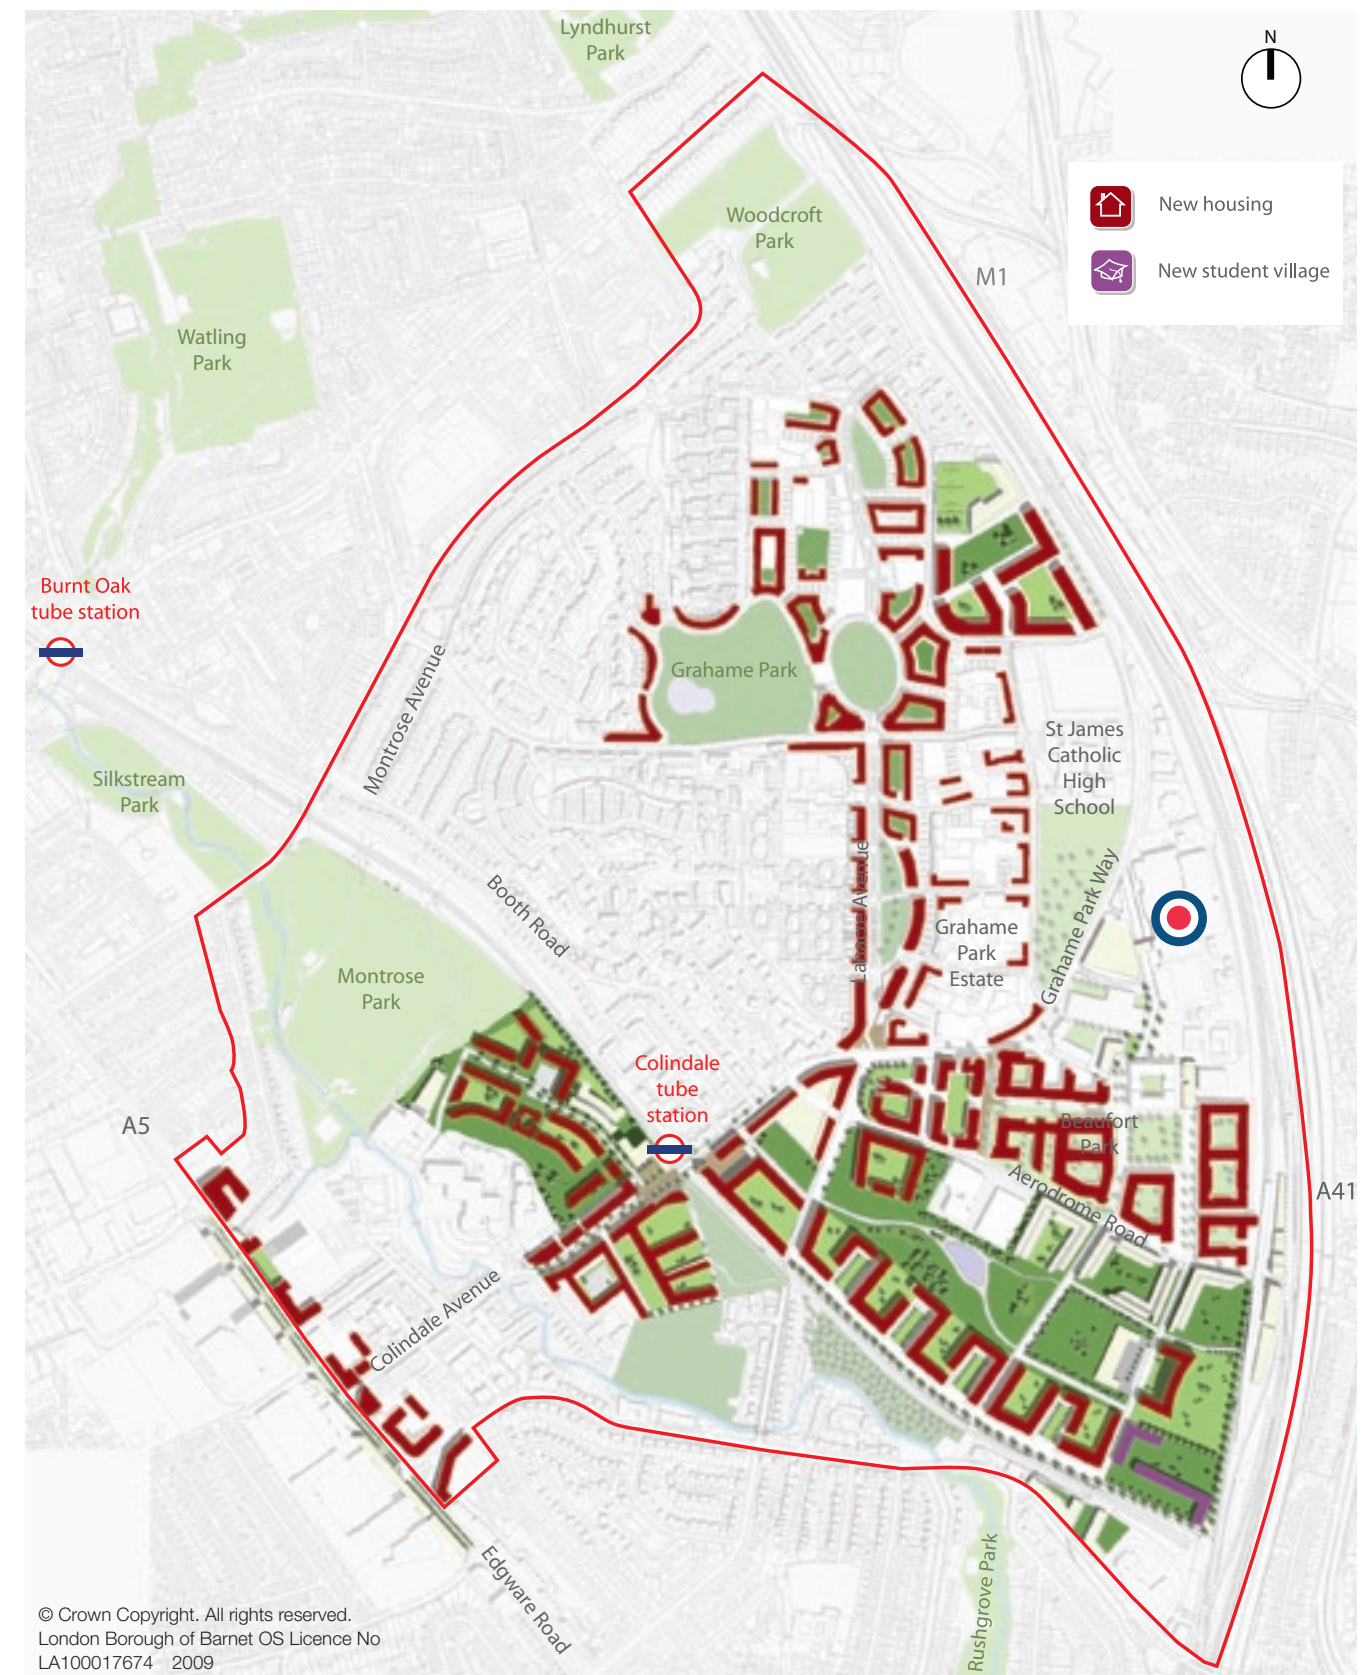 Lyndhurst
Park
N
New housing
New student village
Woodcroft
Park
M1
Watling
Park
Burnt Oak
tube station
Montrose Avenue
Grahame Park
St James
Catholic
High
School
Silkstream
Park
Booth Road
Lanacre Avenue
Grahame Park Way
Grahame
Park
Estate
Montrose
Park
Colindale
tube
station
A5
Beaufort
Park
Aerodrome Road
A41
Colindale Avenue
Edgware Road
Rushgrove Park
© Crown Copyright. All rights reserved.
London Borough of Barnet OS Licence No
LA100017674 2009